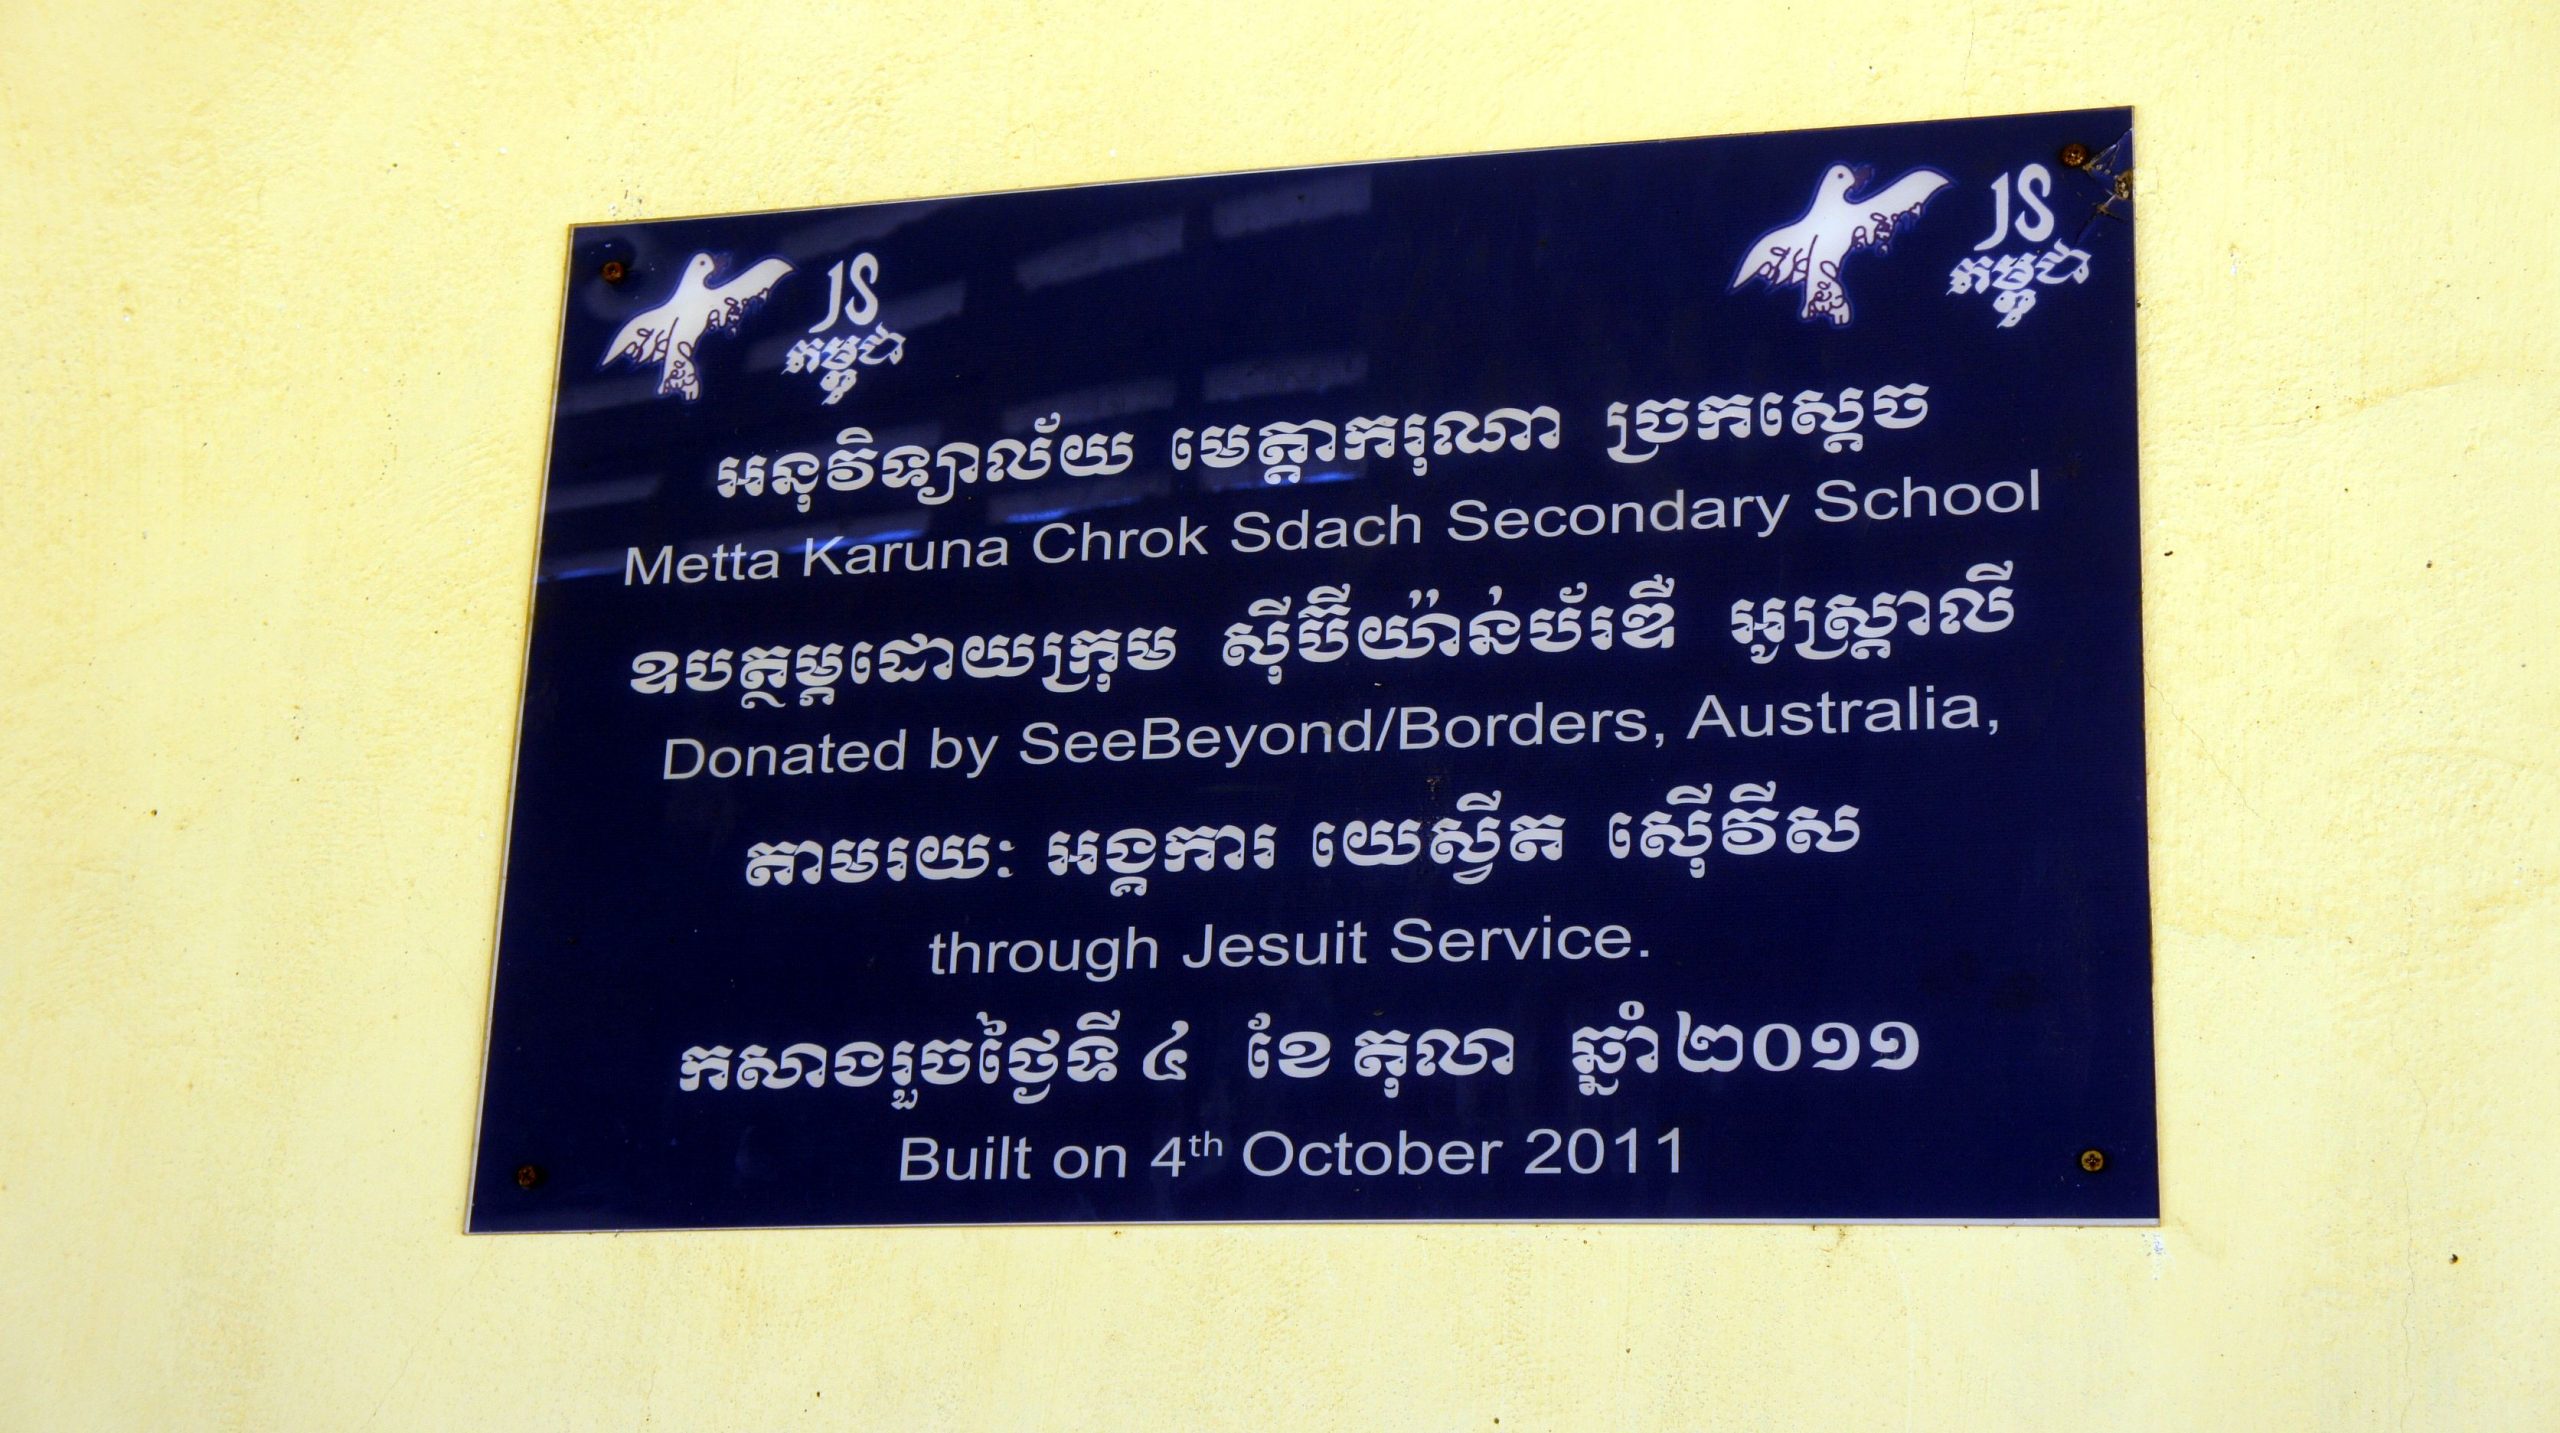 JS
កម្ពុជា
JS
កម្ពុជា
អនុវិទ្យាល័យ មេត្តាករុណា ច្រកស្តេច
Metta Karuna Chrok Sdach Secondary School
ឧបត្ថម្ភដោយក្រុម ស៊ីប៊ីយ៉ាន់ប័រឌឺ អូស្ត្រាលី
Donated by SeeBeyond/Borders, Australia,
តាមរយៈ អង្គការ យេស្វីត ស៊ើវីស
through Jesuit Service.
កសាងរួចថ្ងៃទី ៤ ខែ តុលា ឆ្នាំ ២០១១
Built on 4th October 2011